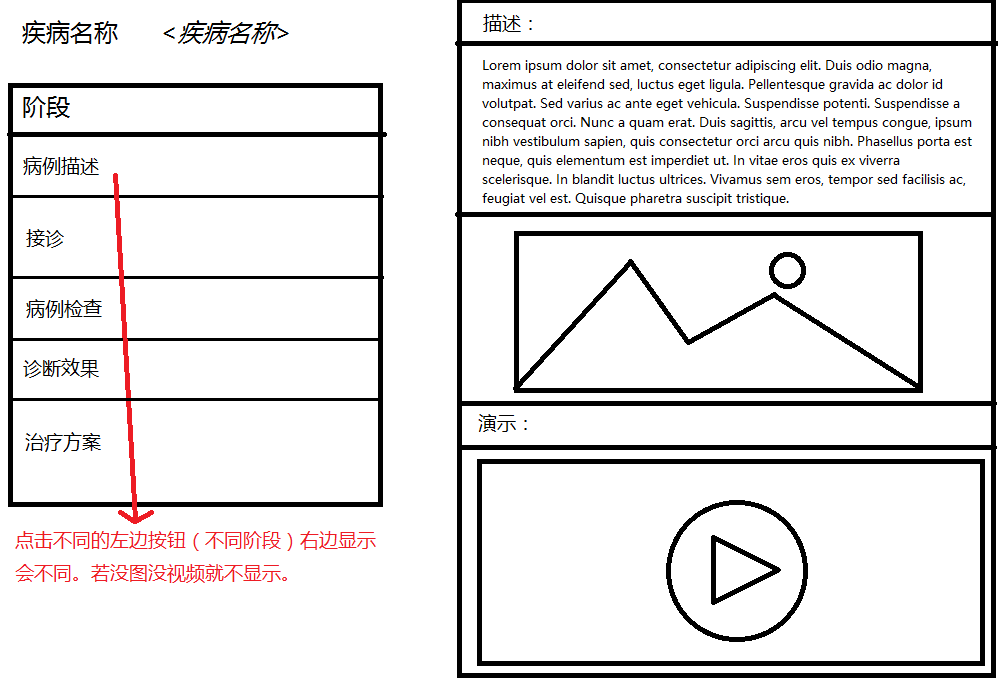 疾病名称 <疾病名称>
阶段
病例描述
接诊
病例检查
诊断效果
治疗方案
点击不同的左边按钮（不同阶段）右边显示
会不同。若没图没视频就不显示。
描述：
Lorem ipsum dolor sit amet, consectetur adipiscing elit. Duis odio magna,
maximus at eleifend sed, luctus eget ligula. Pellentesque gravida ac dolor id
volutpat. Sed varius ac ante eget vehicula. Suspendisse potenti. Suspendisse a
consequat orci. Nunc a quam erat. Duis sagittis, arcu vel tempus congue, ipsum
nibh vestibulum sapien, quis consectetur orci arcu quis nibh. Phasellus porta est
neque, quis elementum est imperdiet ut. In vitae eros quis ex viverra
scelerisque. In blandit luctus ultrices. Vivamus sem eros, tempor sed facilisis ac,
feugiat vel est. Quisque pharetra suscipit tristique.
演示：